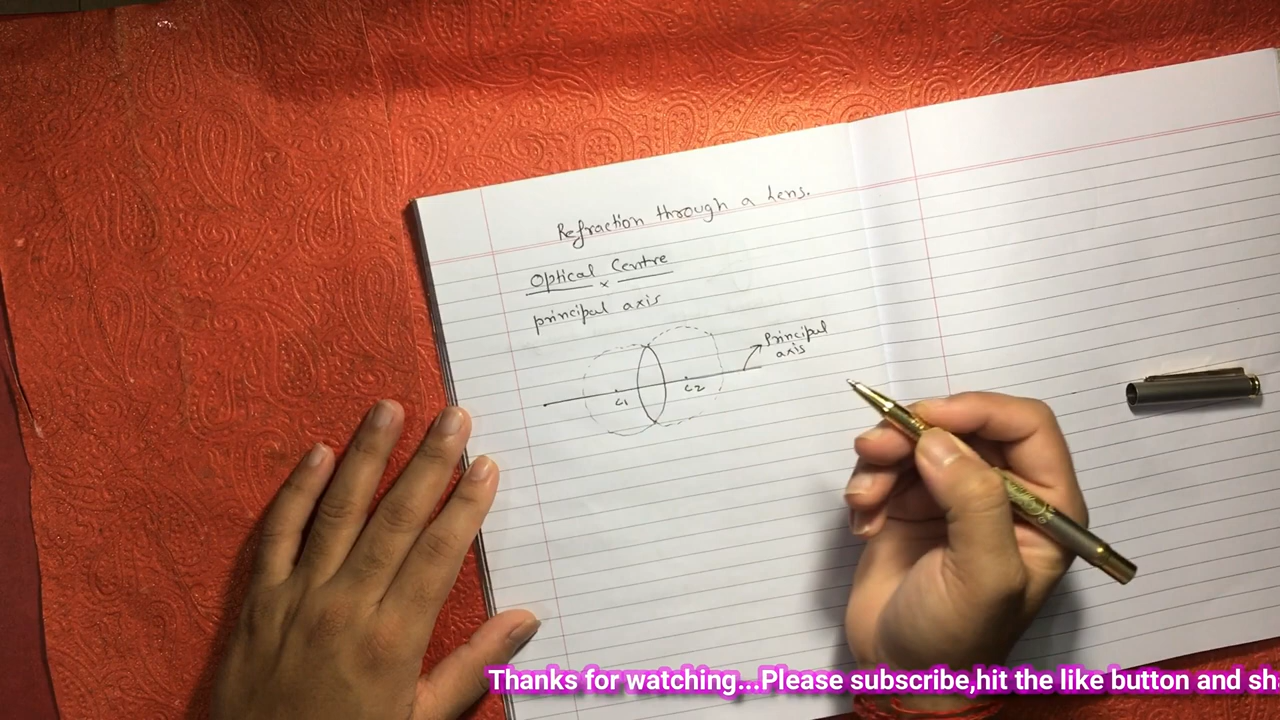 Refraction through a Lens.
Optical Centre
x
principal axis
Principal
axis
C1
C2
Thanks for watching...Please subscribe,hit the like button and sha